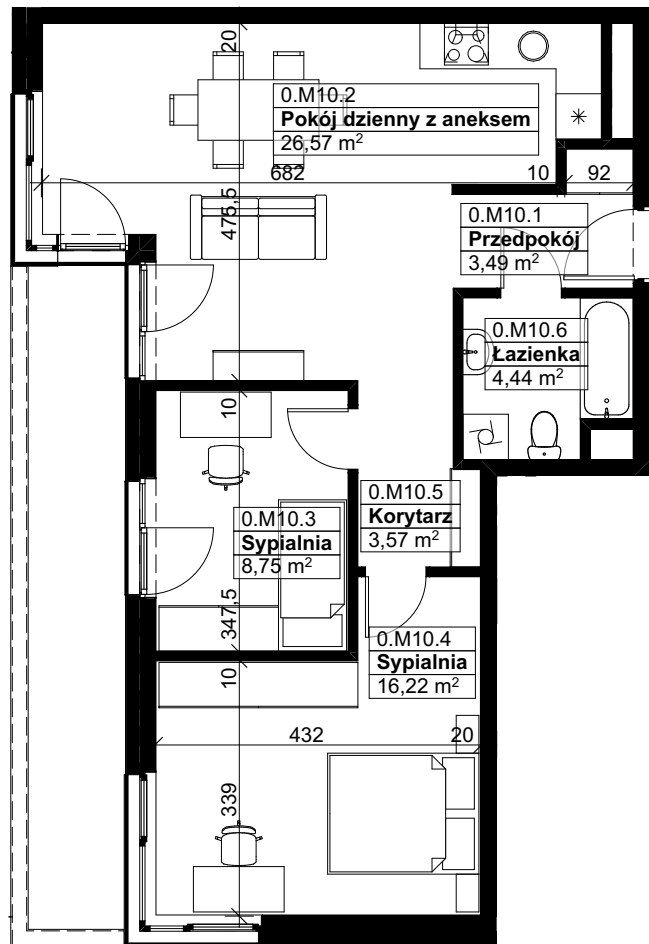 20
0.M10.2
Pokój dzienny z aneksem
26,57 m²
682
10
92
475,5
0.M10.1
Przedpokój
3,49 m²
0.M10.6
Łazienka
4,44 m²
10
0.M10.5
Korytarz
3,57 m²
0.M10.3
Sypialnia
8,75 m²
347,5
0.M10.4
Sypialnia
16,22 m²
10
432
20
339